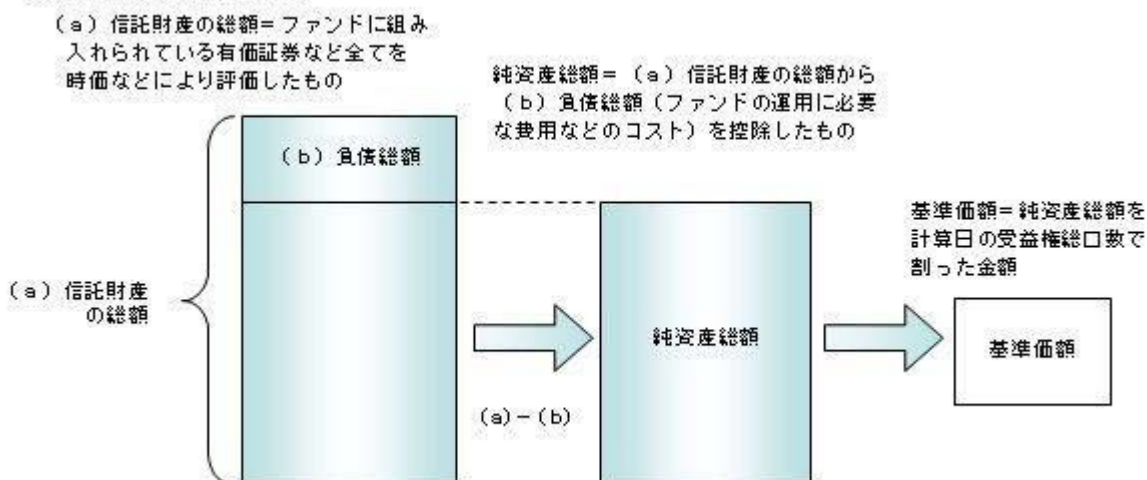 （a）信託財産の総額＝ファンドに組み
入れられている有価証券など全てを
時価などにより評価したもの
純資産総額＝（a）信託財産の総額から
（b）負債総額（ファンドの運用に必要
な費用などのコスト）を控除したもの
（b）負債総額
基準価額＝純資産総額を
計算日の受益権総口数で
割った金額
（a）信託財産
の総額
純資産総額
基準価額
（a）－（b）